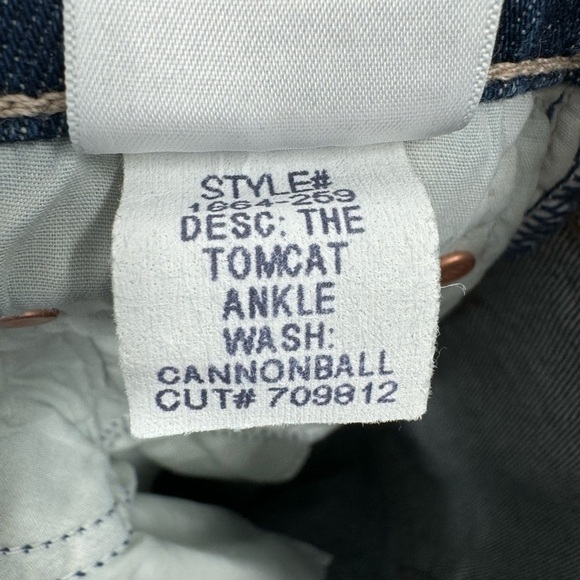 STYLE#
1664-259
DESC: THE
TOMCAT
ANKLE
WASH:
CANNONBALL
CUT# 709812